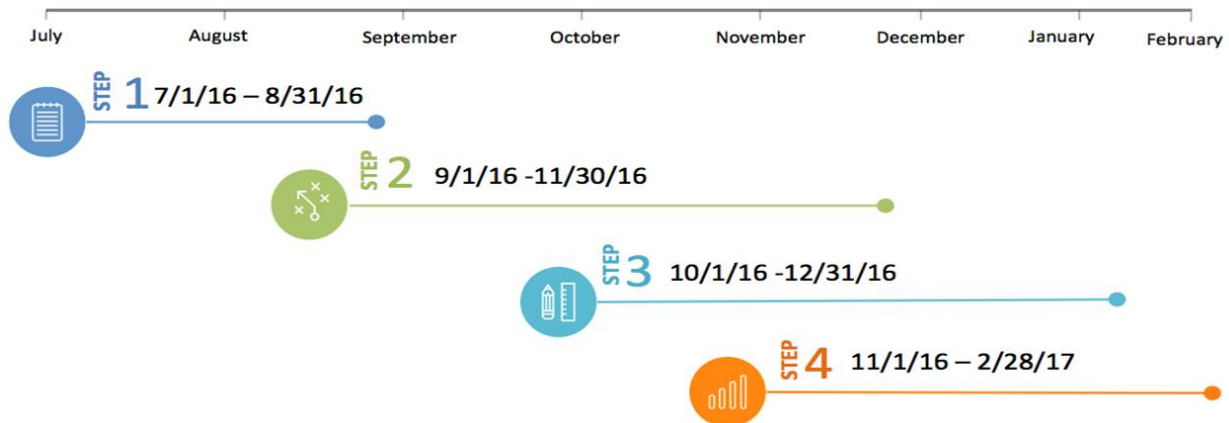 July August September October November December January February
STEP 1 7/1/16 – 8/31/16
STEP 2 9/1/16 -11/30/16
STEP 3 10/1/16 -12/31/16
STEP 4 11/1/16 – 2/28/17